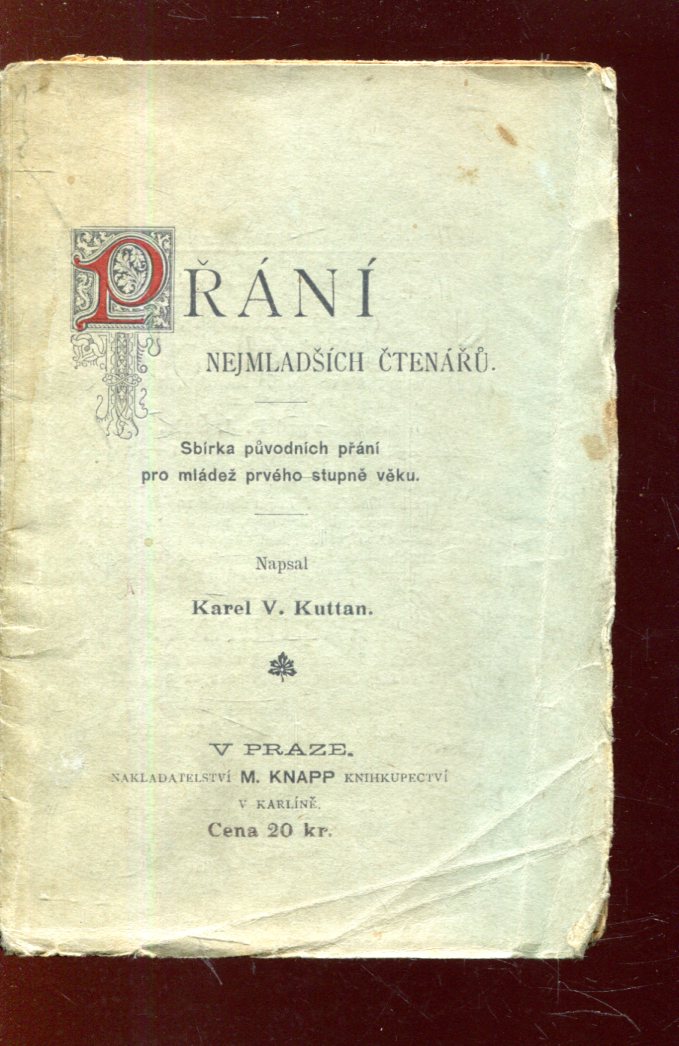 PŘÁNÍ
NEJMLADŠÍCH ČTENÁŘŮ.
Sbírka původních přání
pro mládež prvého stupně věku.
Napsal
Karel V. Kuttan.
V PRAZE.
NAKLADATELSTVÍ M. KNAPP KNIHKUPECTVÍ
V KARLÍNĚ.
Cena 20 kr.